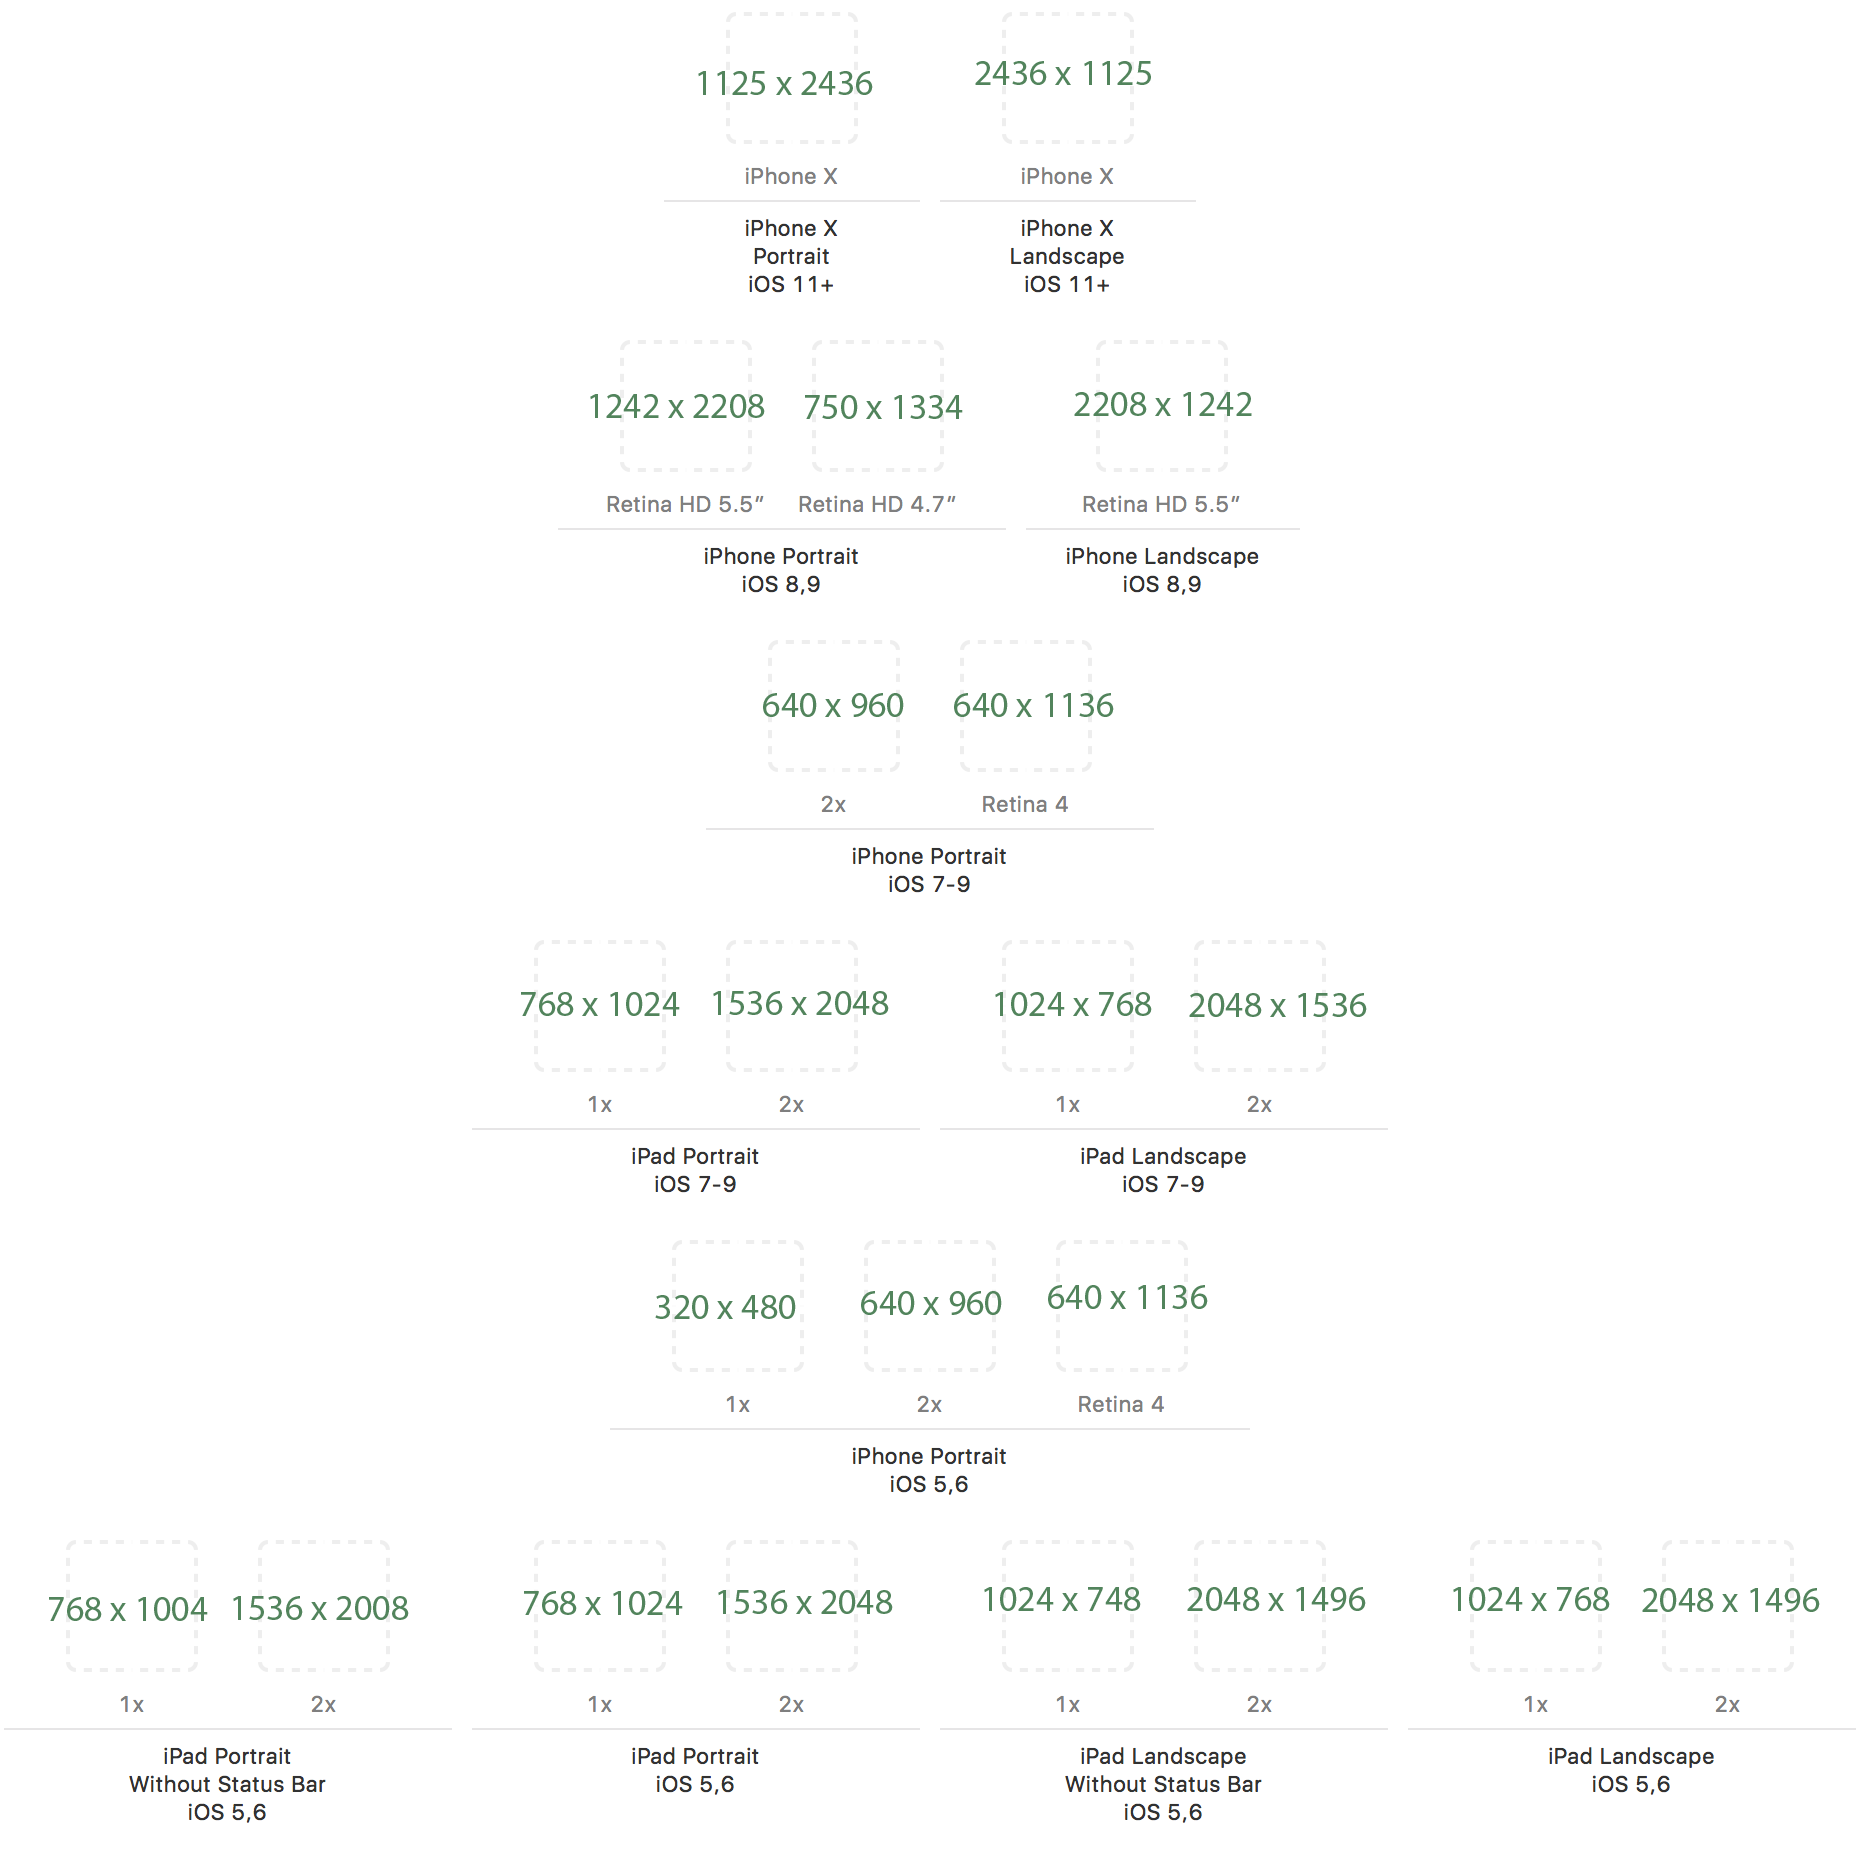 1125 x 2436 2436 x 1125
iPhone X iPhone X
iPhone X iPhone X
Portrait Landscape
iOS 11+ iOS 11+
1242 x 2208 750 x 1334 2208 x 1242
Retina HD 5.5” Retina HD 4.7” Retina HD 5.5”
iPhone Portrait iPhone Landscape
iOS 8,9 iOS 8,9
640 x 960 640 x 1136
2x Retina 4
iPhone Portrait
iOS 7-9
768 x 1024 1536 x 2048 1024 x 768 2048 x 1536
1x 2x 1x 2x
iPad Portrait iPad Landscape
iOS 7-9 iOS 7-9
320 x 480 640 x 960 640 x 1136
1x 2x Retina 4
iPhone Portrait
iOS 5,6
768 x 1004 1536 x 2008 768 x 1024 1536 x 2048 1024 x 748 2048 x 1496 1024 x 768 2048 x 1496
1x 2x 1x 2x 1x 2x 1x 2x
iPad Portrait iPad Portrait iPad Landscape iPad Landscape
Without Status Bar iOS 5,6 Without Status Bar iOS 5,6
iOS 5,6 iOS 5,6